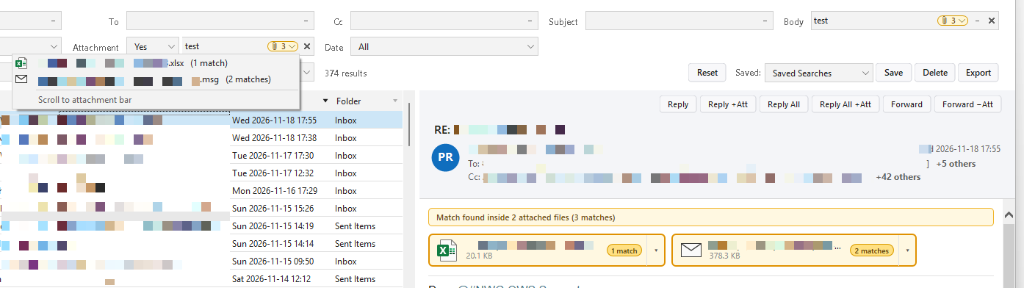 To Cc Subject Body test 3
Attachment Yes test 3 Date All
.xlsx (1 match)
.msg (2 matches)
Scroll to attachment bar
374 results
Reset Saved: Saved Searches Save Delete Export
Folder
Wed 2026-11-18 17:55 Inbox
Wed 2026-11-18 17:38 Inbox
Tue 2026-11-17 17:30 Inbox
Tue 2026-11-17 12:32 Inbox
Mon 2026-11-16 17:29 Inbox
Sun 2026-11-15 15:26 Inbox
Sun 2026-11-15 14:19 Sent Items
Sun 2026-11-15 14:14 Sent Items
Sun 2026-11-15 09:50 Inbox
Sat 2026-11-14 12:12 Sent Items
Reply Reply +Att Reply All Reply All +Att Forward Forward −Att
RE:
PR
2026-11-18 17:55
To: +5 others
Cc: +42 others
Match found inside 2 attached files (3 matches)
20.1 KB 1 match
... 378.3 KB 2 matches